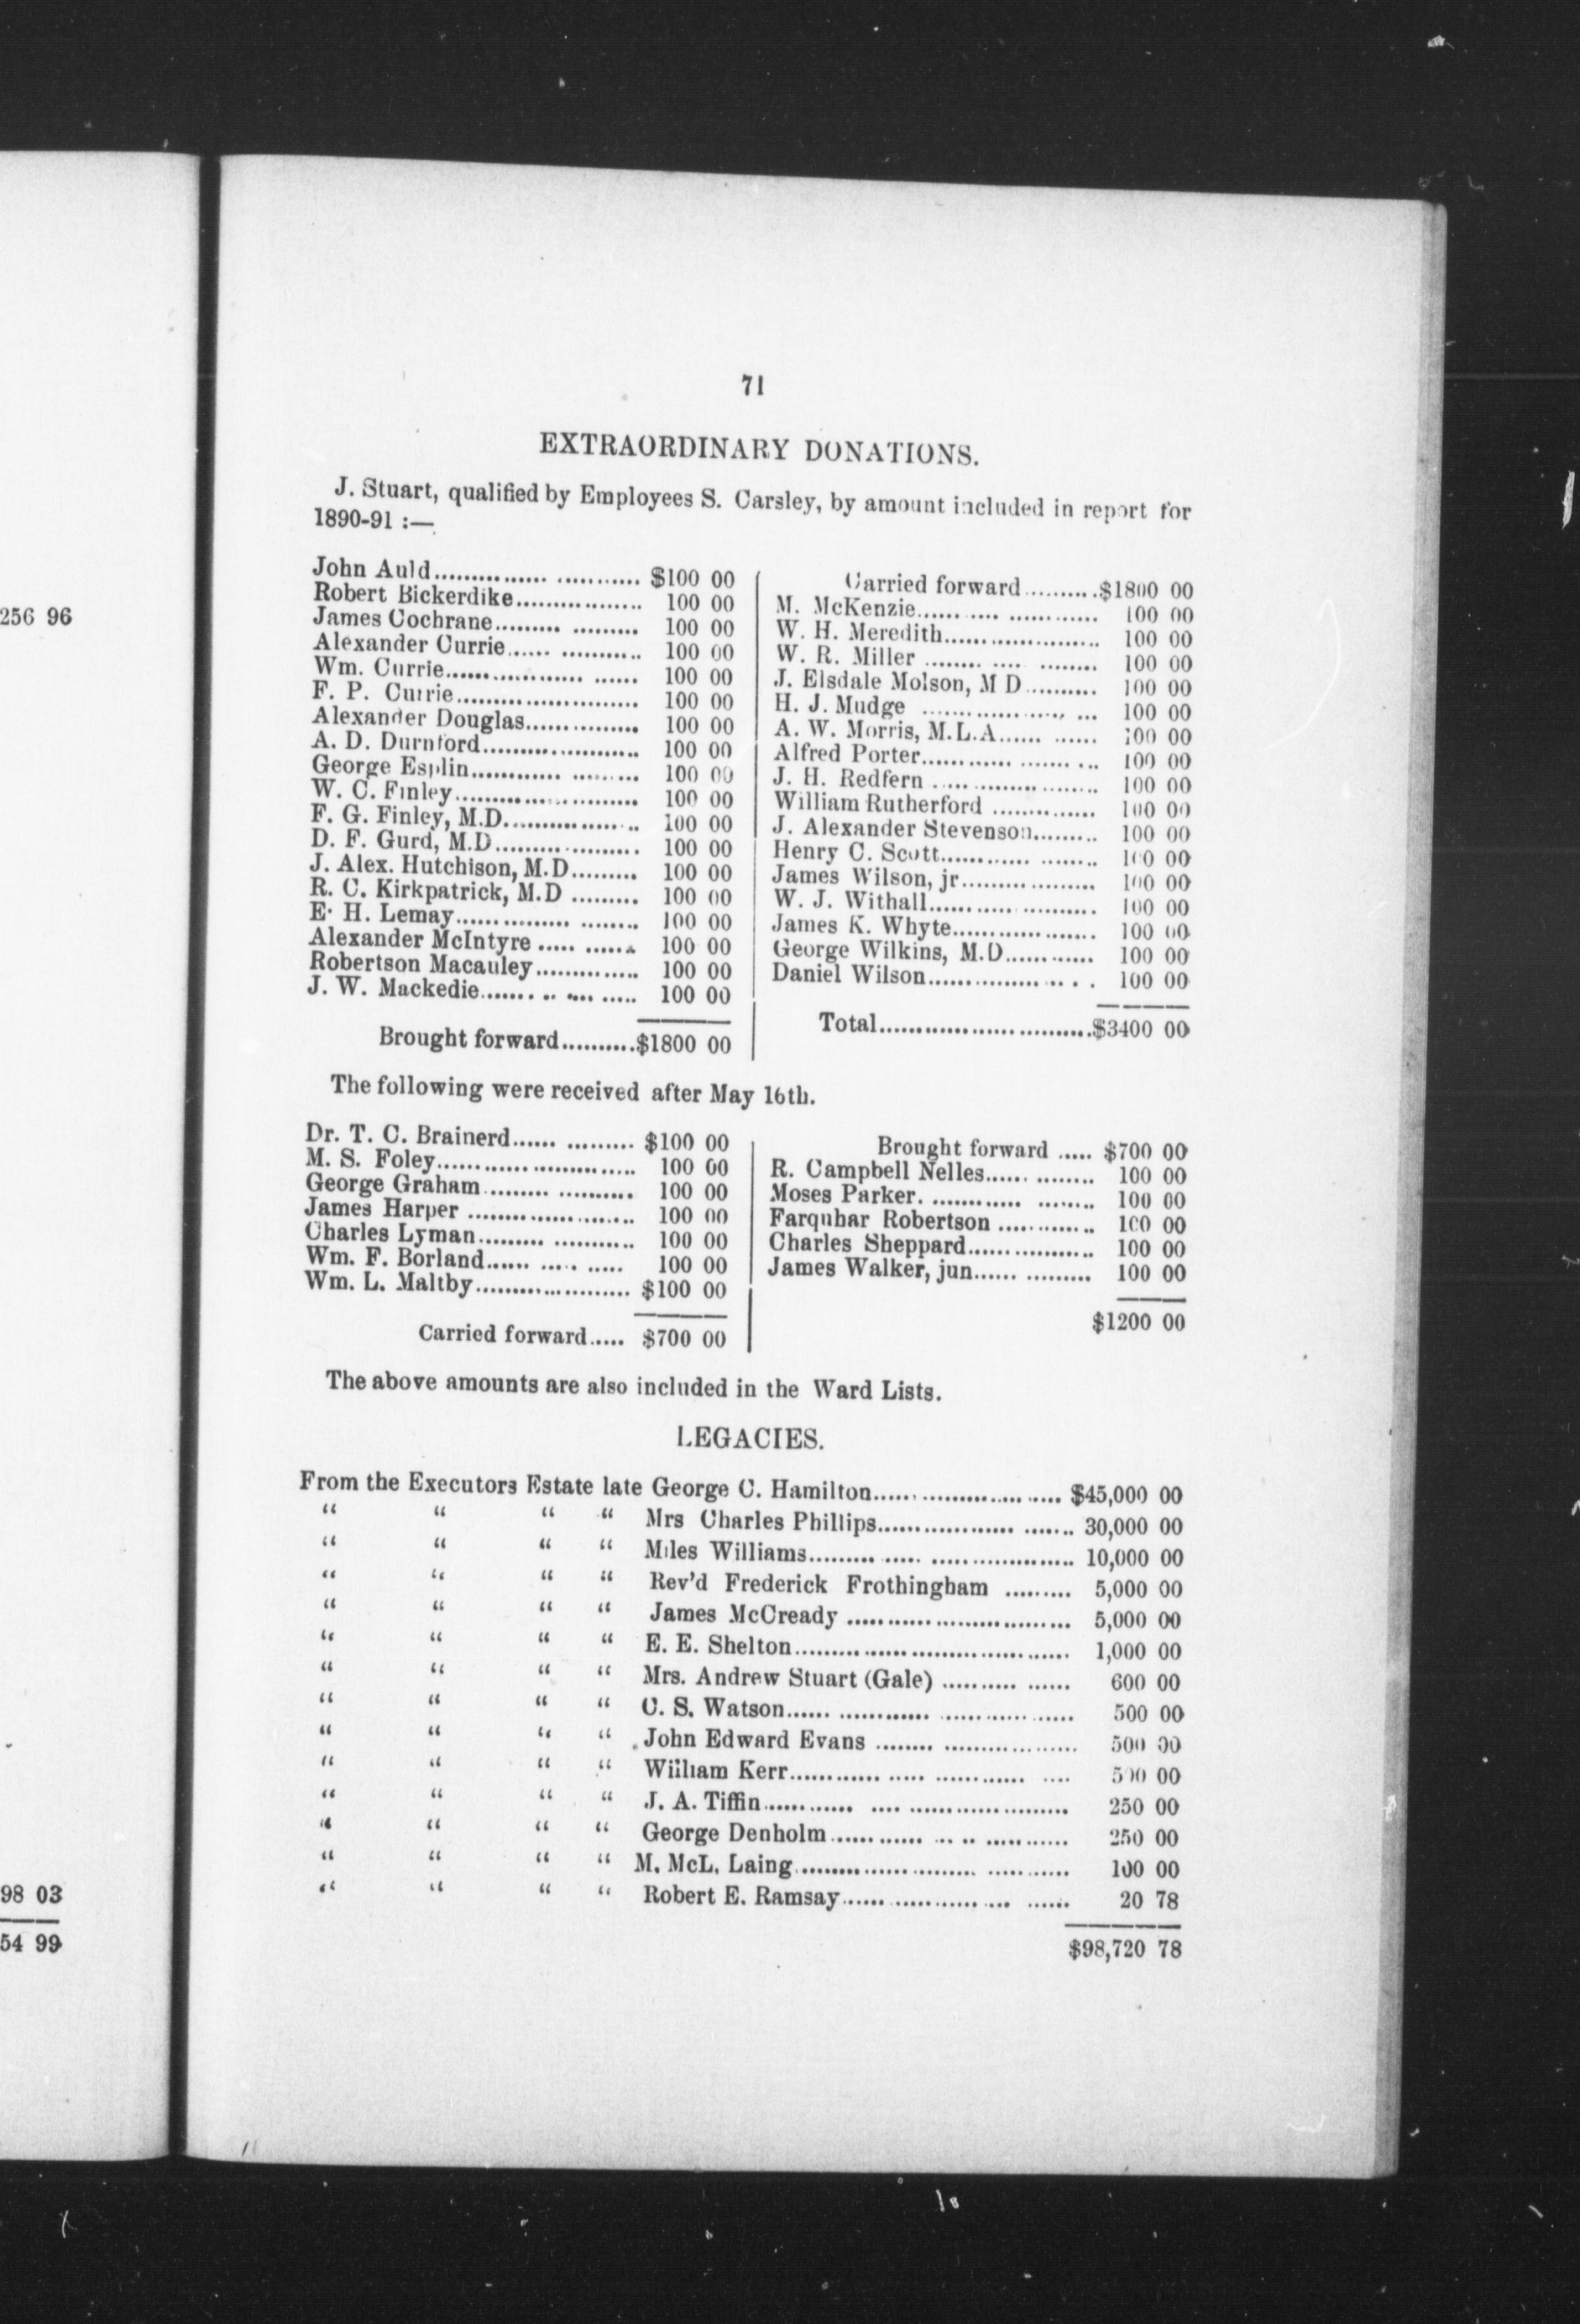 256 96
98 03
54 99
71
EXTRAORDINARY DONATIONS.
J. Stuart, qualified by Employees S. Carsley, by amount included in report for
1890-91 :—
John Auld............ $100 00
Robert Bickerdike............ 100 00
James Cochrane............ 100 00
Alexander Currie............ 100 00
Wm. Currie............ 100 00
F. P. Currie............ 100 00
Alexander Douglas............ 100 00
A. D. Durnford............ 100 00
George Esplin............ 100 00
W. C. Finley............ 100 00
F. G. Finley, M.D............ 100 00
D. F. Gurd, M.D............ 100 00
J. Alex. Hutchison, M.D......... 100 00
R. C. Kirkpatrick, M.D ......... 100 00
E. H. Lemay............ 100 00
Alexander McIntyre ........... 100 00
Robertson Macauley............ 100 00
J. W. Mackedie............ 100 00
Brought forward..........$1800 00
Carried forward..........$1800 00
M. McKenzie............ 100 00
W. H. Meredith............ 100 00
W. R. Miller ............ 100 00
J. Elsdale Molson, M D.......... 100 00
H. J. Mudge ............ 100 00
A. W. Morris, M.L.A............ 100 00
Alfred Porter............ 100 00
J. H. Redfern ............ 100 00
William Rutherford ............ 100 00
J. Alexander Stevenson......... 100 00
Henry C. Scott............ 100 00
James Wilson, jr............ 100 00
W. J. Withall............ 100 00
James K. Whyte............ 100 00
George Wilkins, M.D............ 100 00
Daniel Wilson............ 100 00
Total............$3400 00
The following were received after May 16th.
Dr. T. C. Brainerd............ $100 00
M. S. Foley............ 100 00
George Graham............ 100 00
James Harper ............ 100 00
Charles Lyman............ 100 00
Wm. F. Borland............ 100 00
Wm. L. Maltby............ $100 00
Carried forward..... $700 00
Brought forward ..... $700 00
R. Campbell Nelles............ 100 00
Moses Parker............. 100 00
Farquhar Robertson ............ 100 00
Charles Sheppard............ 100 00
James Walker, jun............ 100 00
$1200 00
The above amounts are also included in the Ward Lists.
LEGACIES.
From the Executors Estate late George C. Hamilton............ $45,000 00
“ “ “ “ Mrs Charles Phillips............ 30,000 00
“ “ “ “ Miles Williams............ 10,000 00
“ “ “ “ Rev'd Frederick Frothingham ......... 5,000 00
“ “ “ “ James McCready ............ 5,000 00
“ “ “ “ E. E. Shelton............ 1,000 00
“ “ “ “ Mrs. Andrew Stuart (Gale) ............ 600 00
“ “ “ “ C. S. Watson............ 500 00
“ “ “ “ John Edward Evans ............ 500 00
“ “ “ “ William Kerr............ 500 00
“ “ “ “ J. A. Tiffin............ 250 00
“ “ “ “ George Denholm............ 250 00
“ “ “ “ M. McL. Laing............ 100 00
“ “ “ “ Robert E. Ramsay............ 20 78
$98,720 78